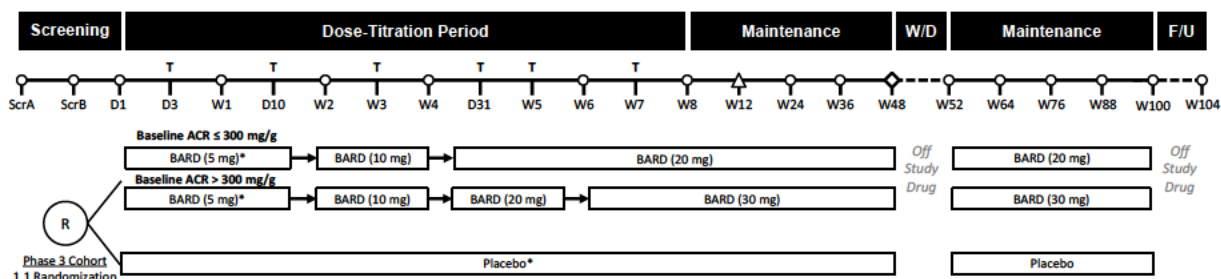 Screening Dose-Titration Period Maintenance W/D Maintenance F/U
T T T T T T
ScrA ScrB D1 D3 W1 D10 W2 W3 W4 D31 W5 W6 W7 W8 W12 W24 W36 W48 W52 W64 W76 W88 W100 W104
Baseline ACR ≤ 300 mg/g
BARD (5 mg)* BARD (10 mg) BARD (20 mg) BARD (20 mg)
Baseline ACR > 300 mg/g
BARD (5 mg)* BARD (10 mg) BARD (20 mg) BARD (30 mg) BARD (30 mg)
Off
Study
Drug
Off
Study
Drug
R
Phase 3 Cohort
1.1 Randomization
Placebo* Placebo